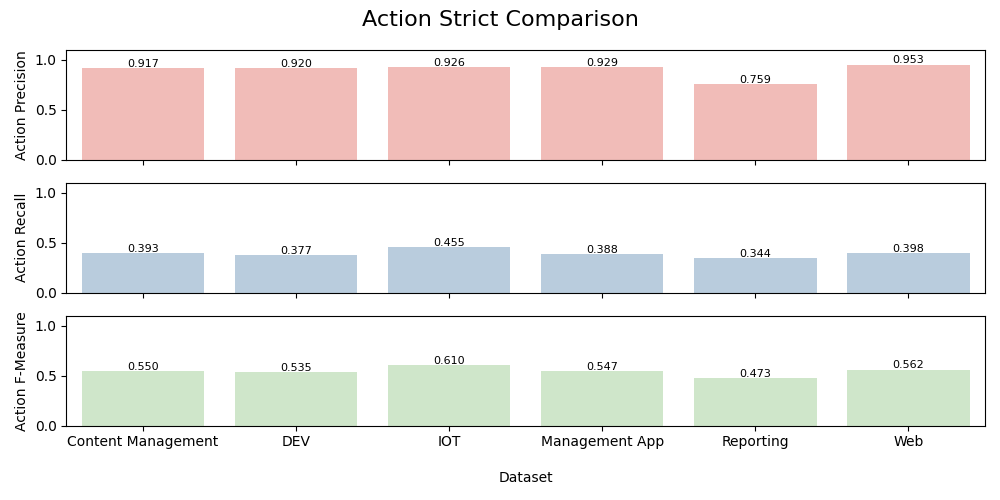 Action Strict Comparison
Action Precision
1.0
0.5
0.0
0.917 0.920 0.926 0.929 0.759 0.953
Action Recall
1.0
0.5
0.0
0.393 0.377 0.455 0.388 0.344 0.398
Action F-Measure
1.0
0.5
0.0
0.550 0.535 0.610 0.547 0.473 0.562
Content Management DEV IOT Management App Reporting Web
Dataset